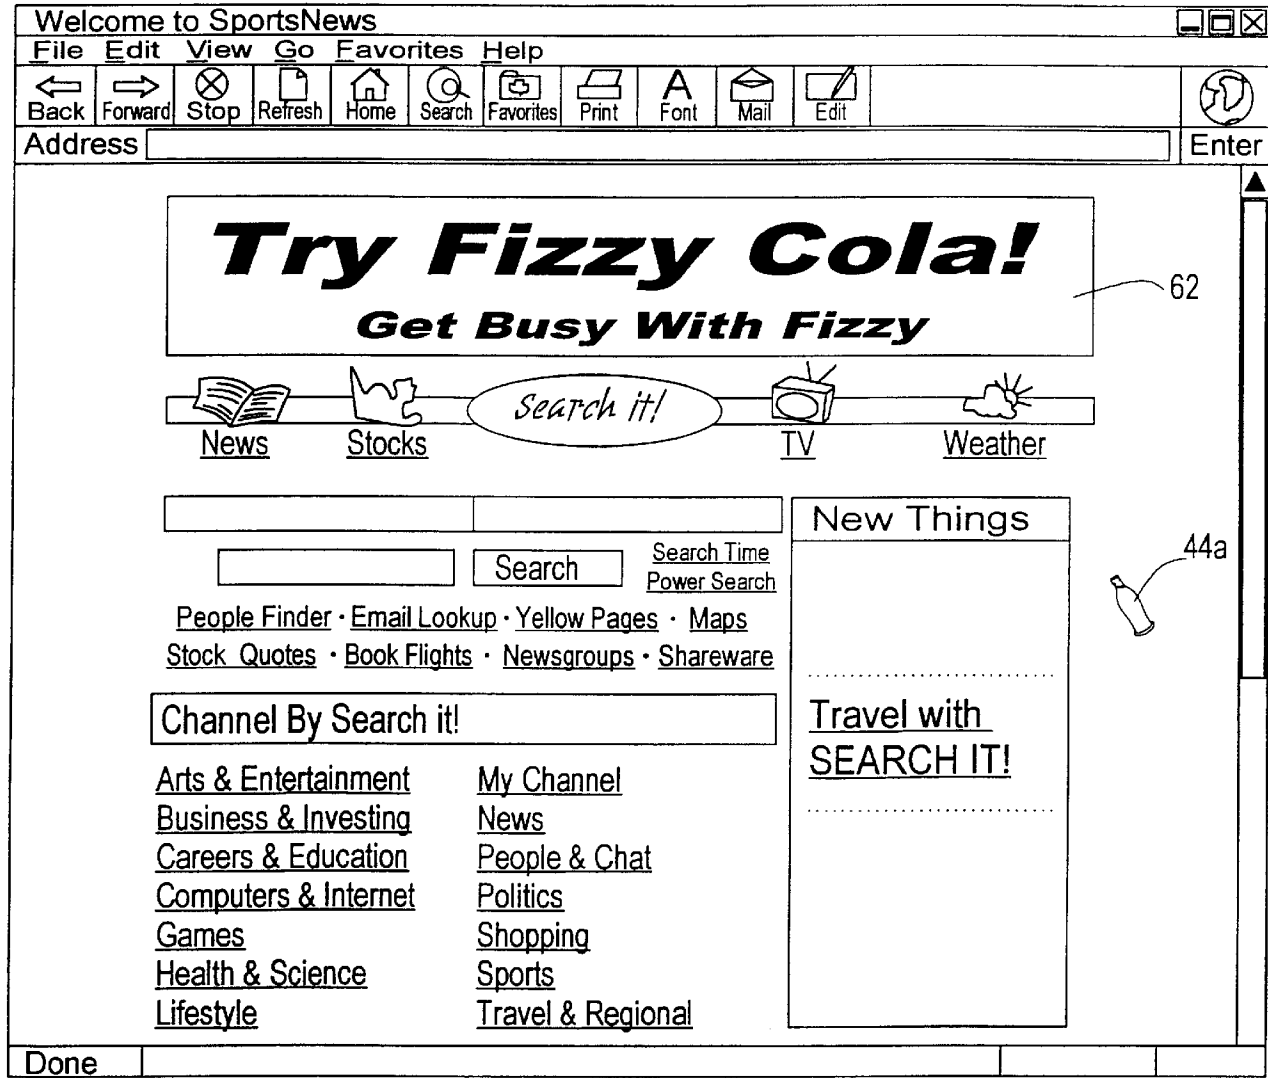 Welcome to SportsNews
File Edit View Go Favorites Help
Back Forward Stop Refresh Home Search Favorites Print Font Mail Edit
Address Enter
Try Fizzy Cola!
Get Busy With Fizzy
62
Search it!
News Stocks TV Weather
New Things
Search
Search Time
Power Search
44a
People Finder · Email Lookup · Yellow Pages · Maps
Stock Quotes · Book Flights · Newsgroups · Shareware
Travel with
SEARCH IT!
Channel By Search it!
Arts & Entertainment My Channel
Business & Investing News
Careers & Education People & Chat
Computers & Internet Politics
Games Shopping
Health & Science Sports
Lifestyle Travel & Regional
Done